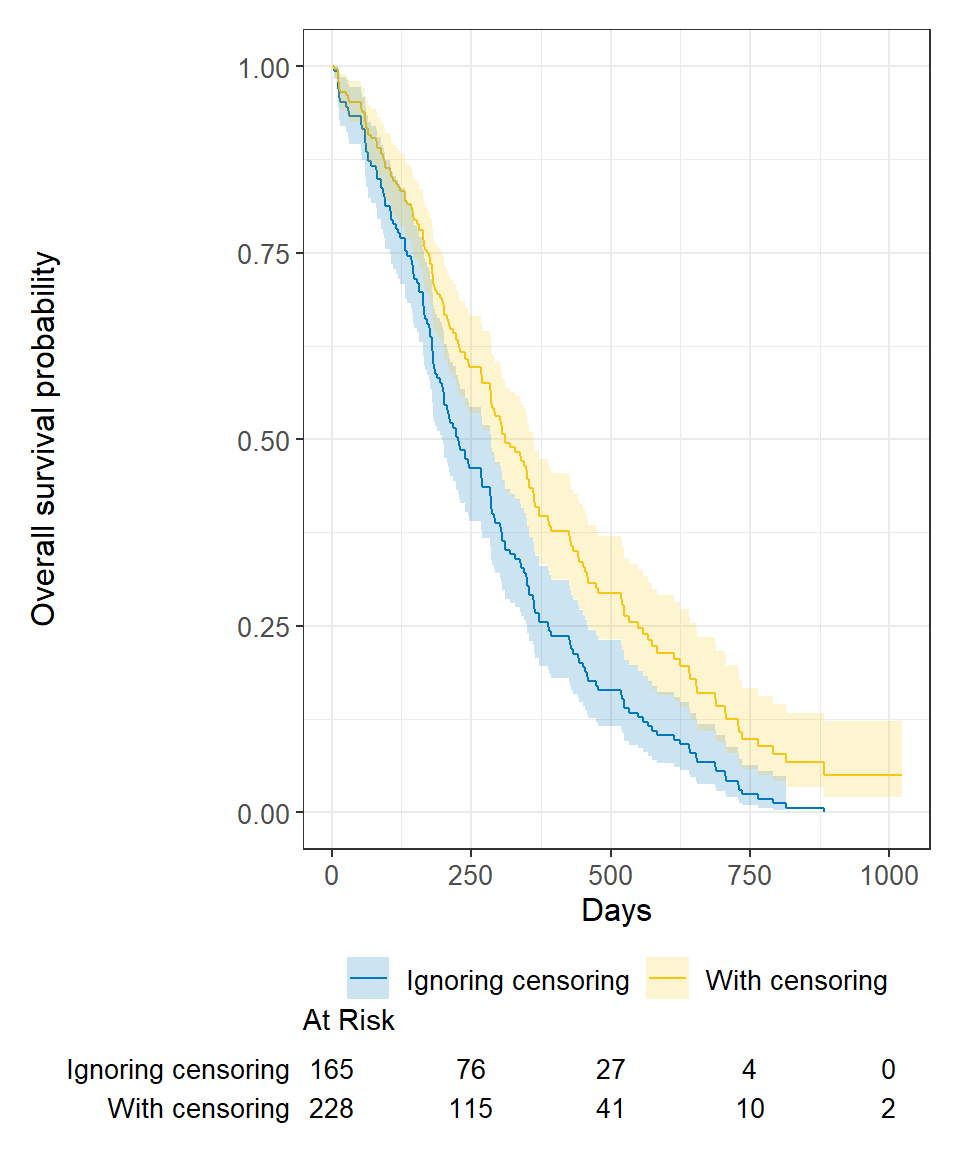 Overall survival probability
1.00
0.75
0.50
0.25
0.00
0 250 500 750 1000
Days
Ignoring censoring With censoring
At Risk
Ignoring censoring 165 76 27 4 0
With censoring 228 115 41 10 2